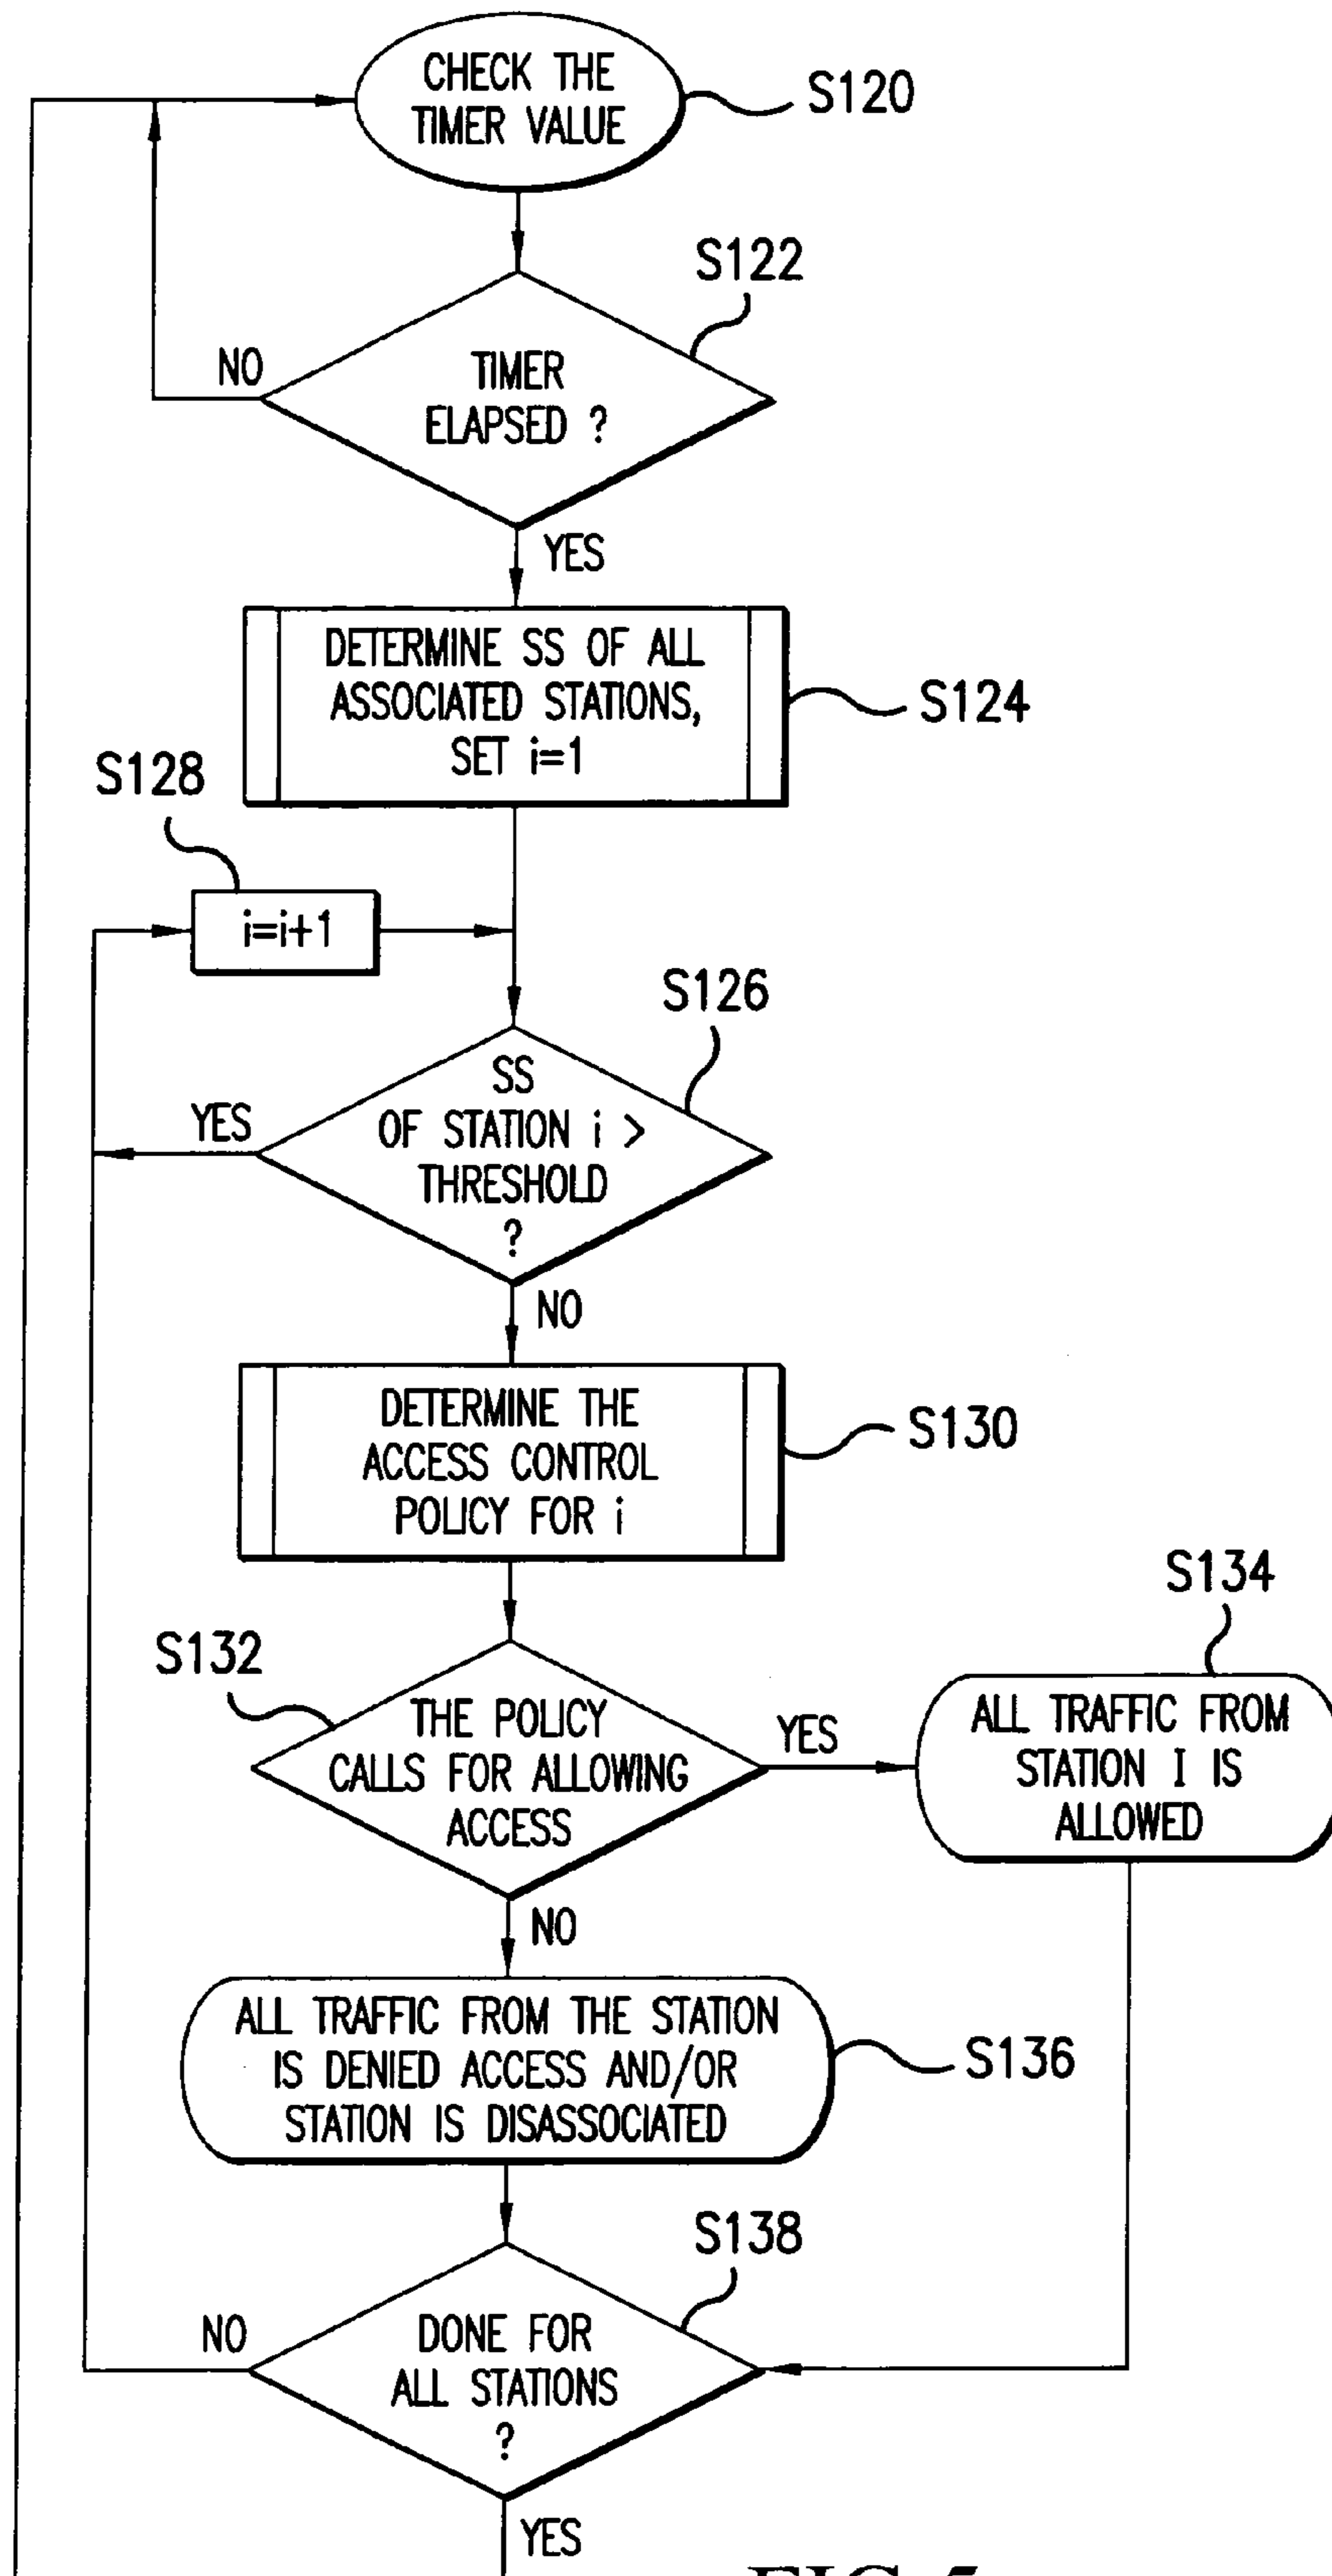 CHECK THE
TIMER VALUE
S120
S122
NO
TIMER
ELAPSED ?
YES
DETERMINE SS OF ALL
ASSOCIATED STATIONS,
SET i=1
S124
S128
i=i+1
S126
SS
OF STATION i >
THRESHOLD
?
YES
NO
DETERMINE THE
ACCESS CONTROL
POLICY FOR i
S130
S134
S132
THE POLICY
CALLS FOR ALLOWING
ACCESS
YES
ALL TRAFFIC FROM
STATION I IS
ALLOWED
NO
ALL TRAFFIC FROM THE STATION
IS DENIED ACCESS AND/OR
STATION IS DISASSOCIATED
S136
S138
NO
DONE FOR
ALL STATIONS
?
YES